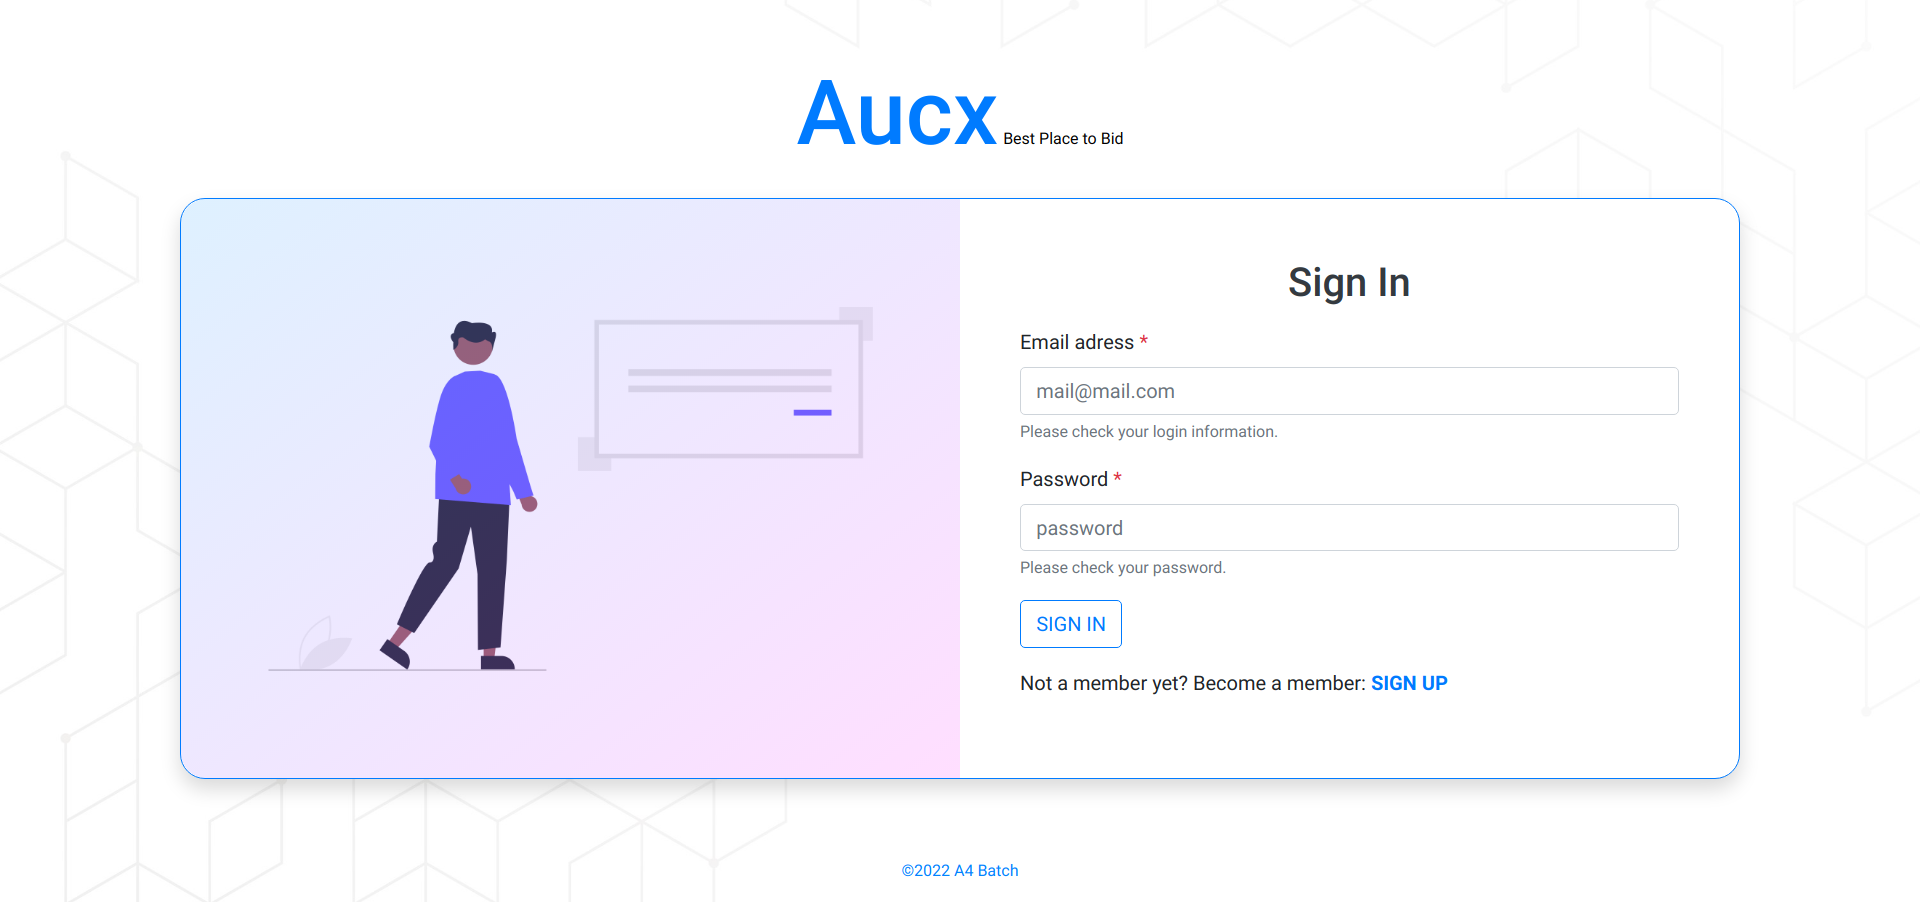 Aucx Best Place to Bid
Sign In
Email adress *
mail@mail.com
Please check your login information.
Password *
password
Please check your password.
SIGN IN
Not a member yet? Become a member: SIGN UP
©2022 A4 Batch